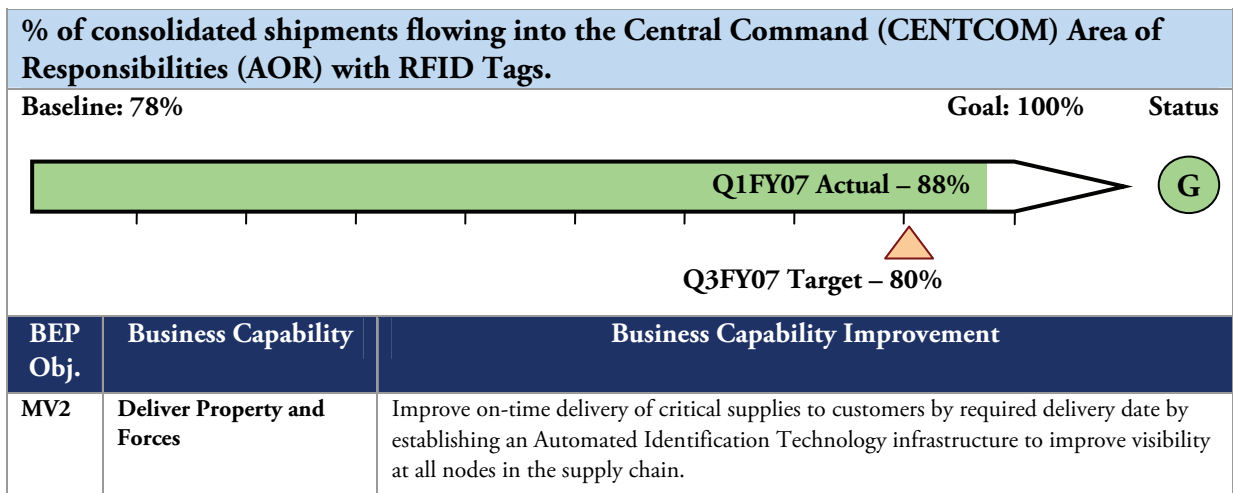 % of consolidated shipments flowing into the Central Command (CENTCOM) Area of
Responsibilities (AOR) with RFID Tags.
Baseline: 78% Goal: 100% Status
Q1FY07 Actual – 88% G
Q3FY07 Target – 80%
BEP Business Capability Business Capability Improvement
Obj.
MV2 Deliver Property and Improve on-time delivery of critical supplies to customers by required delivery date by
Forces establishing an Automated Identification Technology infrastructure to improve visibility
at all nodes in the supply chain.